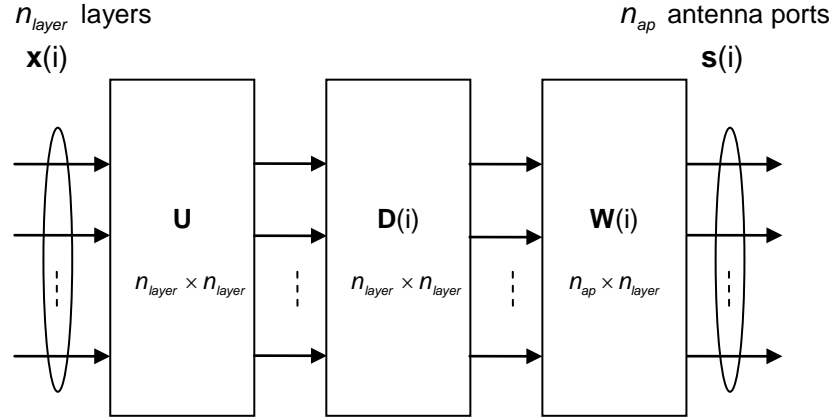 n_layer layers
n_ap antenna ports
x(i)
s(i)
U
D(i)
W(i)
n_layer × n_layer
n_layer × n_layer
n_ap × n_layer